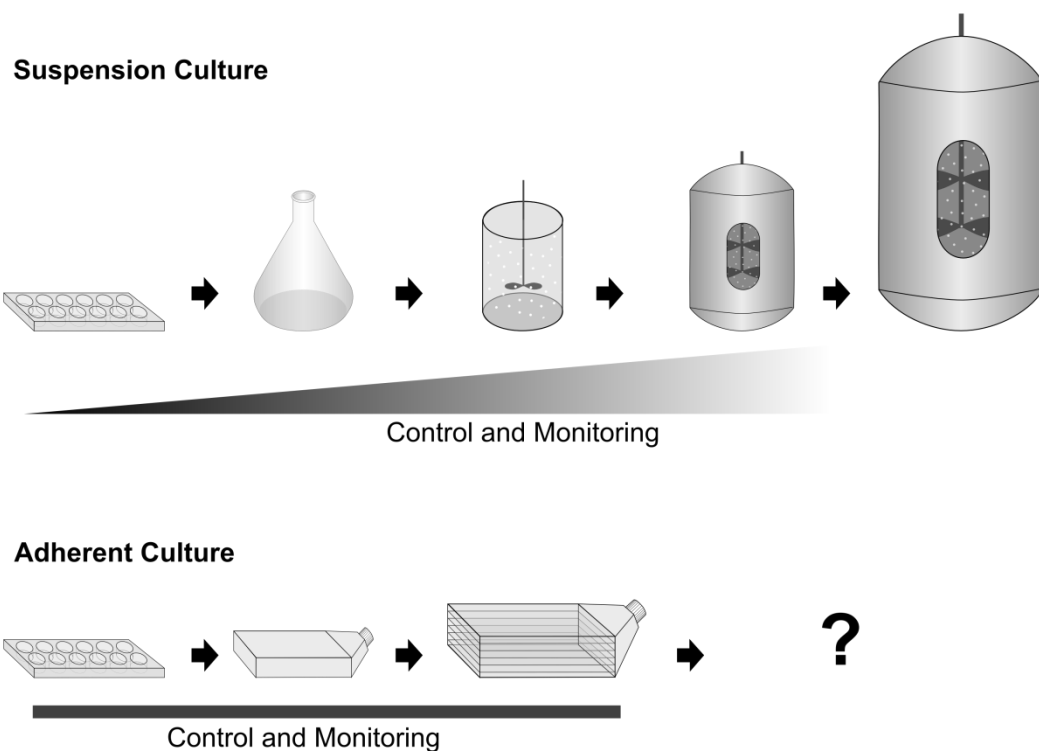 Suspension Culture
Control and Monitoring
Adherent Culture
?
Control and Monitoring